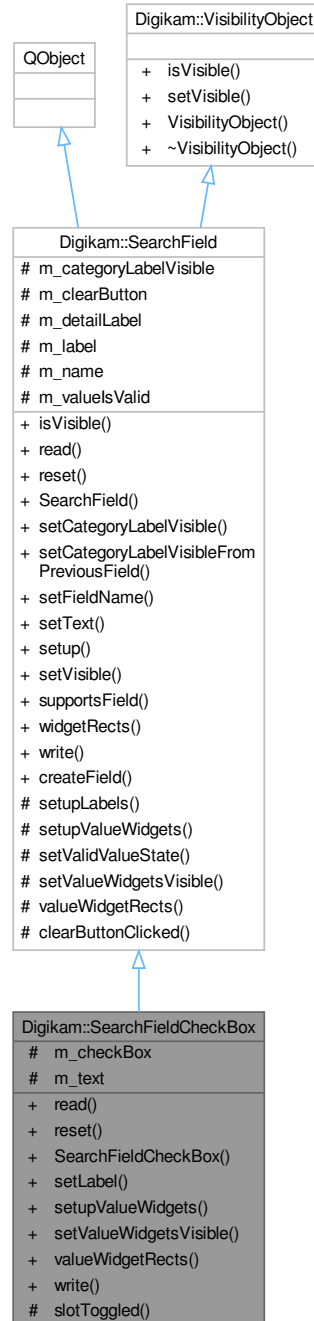 Digikam::VisibilityObject
+ isVisible()
+ setVisible()
+ VisibilityObject()
+ ~VisibilityObject()
QObject
Digikam::SearchField
# m_categoryLabelVisible
# m_clearButton
# m_detailLabel
# m_label
# m_name
# m_valueIsValid
+ isVisible()
+ read()
+ reset()
+ SearchField()
+ setCategoryLabelVisible()
+ setCategoryLabelVisibleFrom
PreviousField()
+ setFieldName()
+ setText()
+ setup()
+ setVisible()
+ supportsField()
+ widgetRects()
+ write()
+ createField()
# setupLabels()
# setupValueWidgets()
# setValidValueState()
# setValueWidgetsVisible()
# valueWidgetRects()
# clearButtonClicked()
Digikam::SearchFieldCheckBox
# m_checkBox
# m_text
+ read()
+ reset()
+ SearchFieldCheckBox()
+ setLabel()
+ setupValueWidgets()
+ setValueWidgetsVisible()
+ valueWidgetRects()
+ write()
# slotToggled()